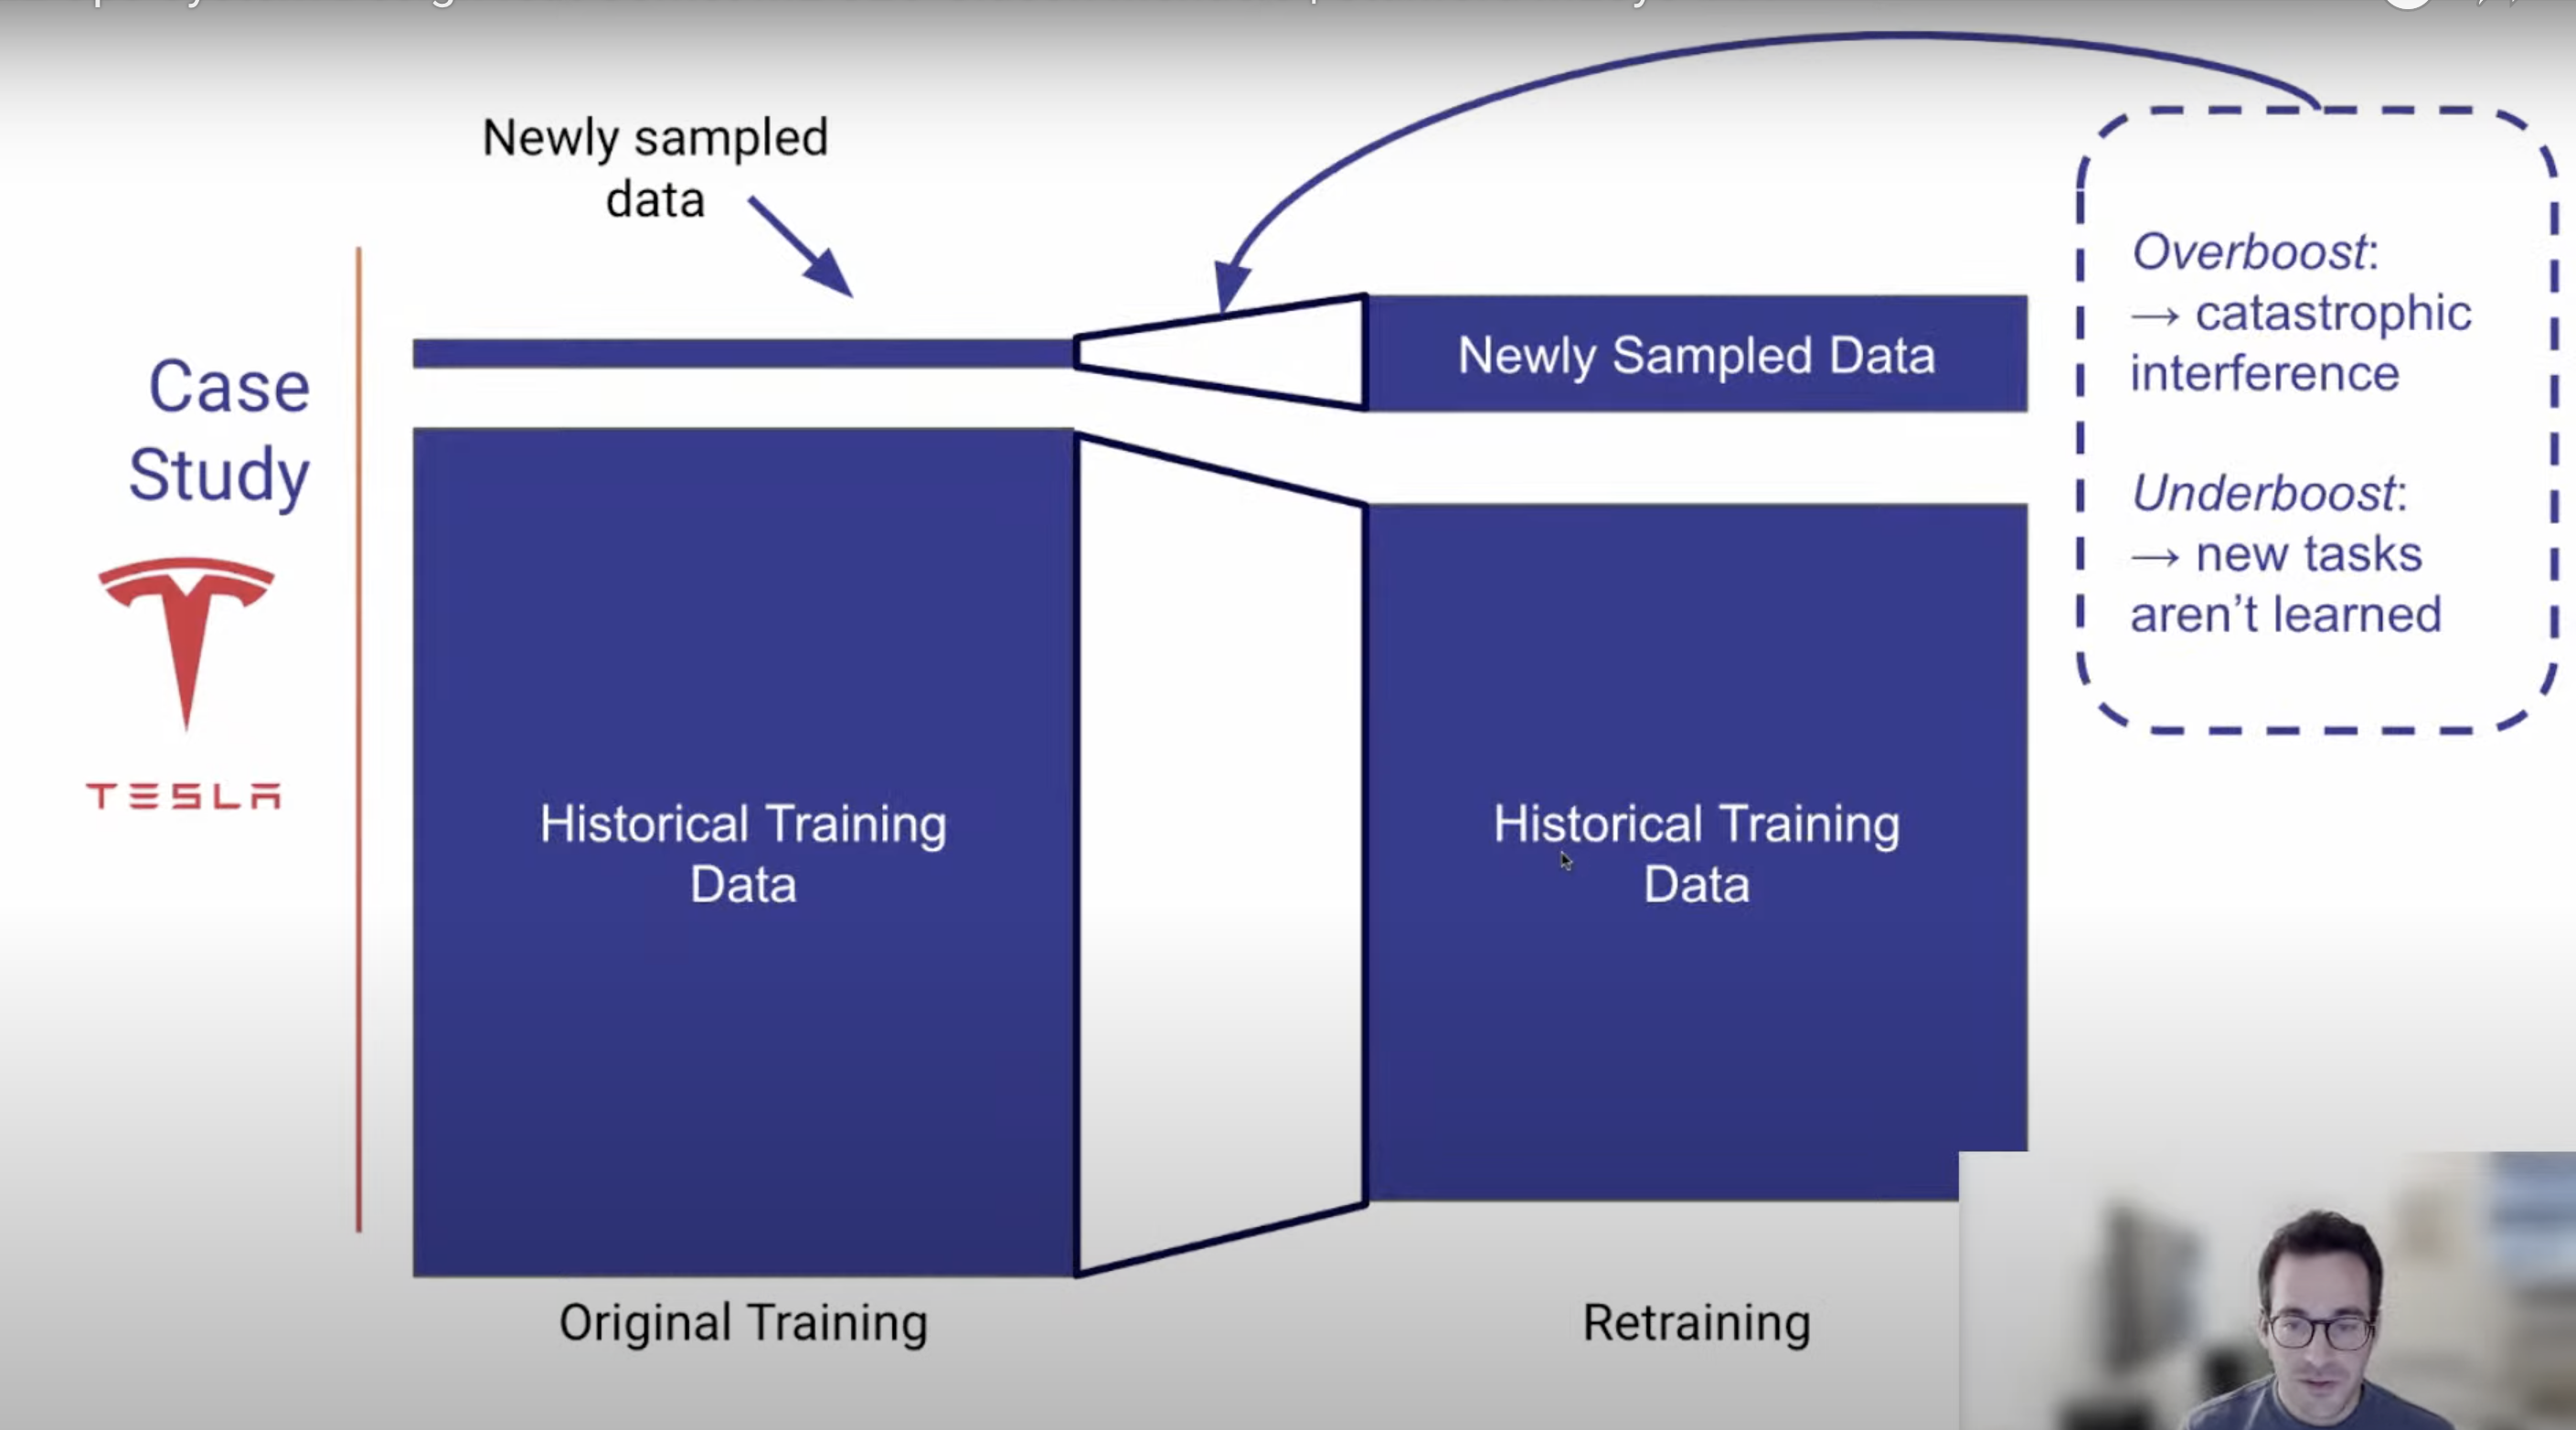 Case
Study
TESLA
Newly sampled
data
Newly Sampled Data
Historical Training
Data
Historical Training
Data
Original Training
Retraining
Overboost:
→ catastrophic
interference
Underboost:
→ new tasks
aren't learned